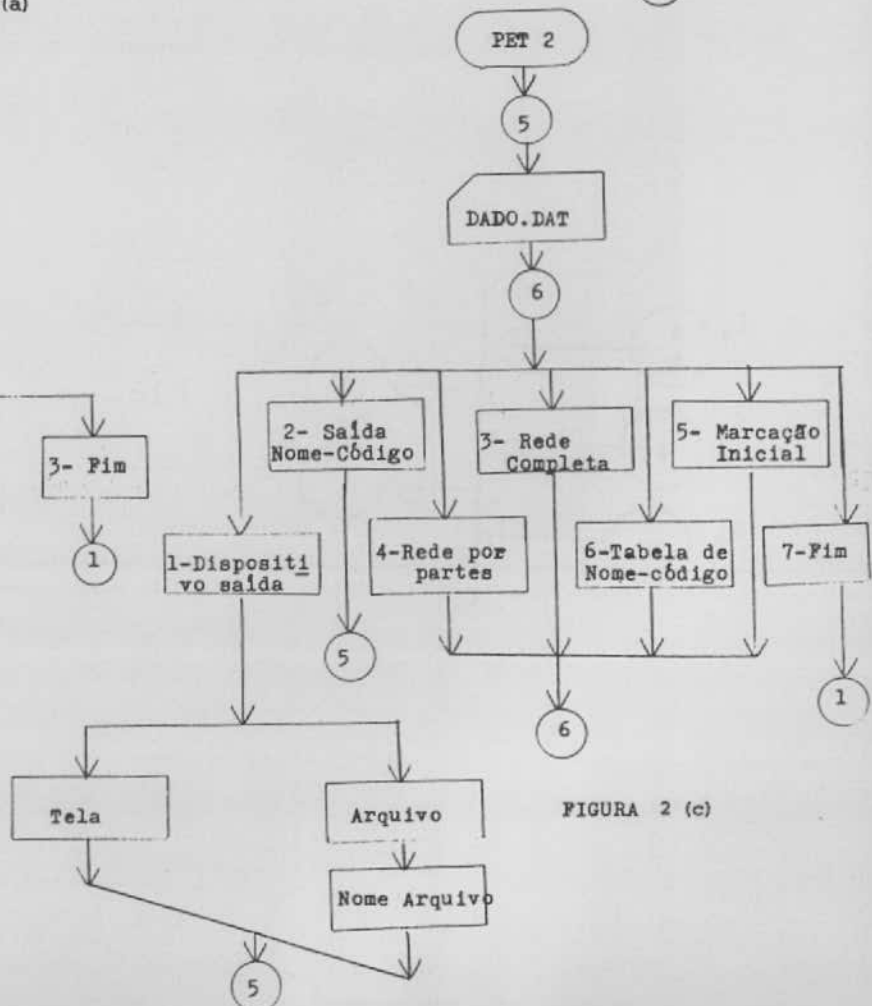 (a)
PET 2
5
DADO.DAT
6
2- Saída
Nome-Código
3- Rede
Completa
5- Marcação
Inicial
3- Fim
1-Dispositi
vo saída
4-Rede por
partes
6-Tabela de
Nome-código
7-Fim
1
5
6
1
Tela
Arquivo
FIGURA 2 (c)
Nome Arquivo
5